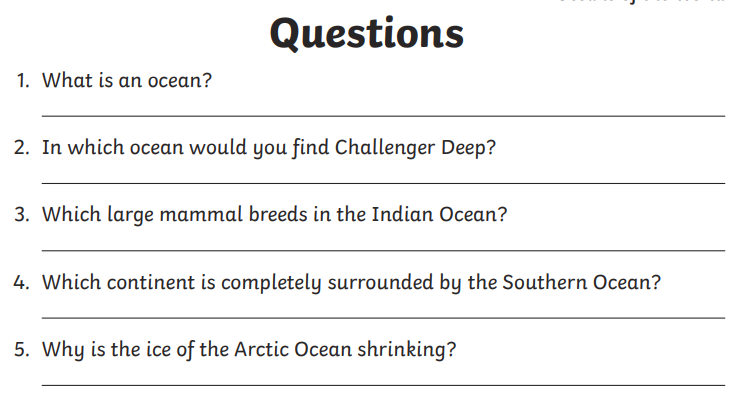 Questions
1. What is an ocean?
2. In which ocean would you find Challenger Deep?
3. Which large mammal breeds in the Indian Ocean?
4. Which continent is completely surrounded by the Southern Ocean?
5. Why is the ice of the Arctic Ocean shrinking?